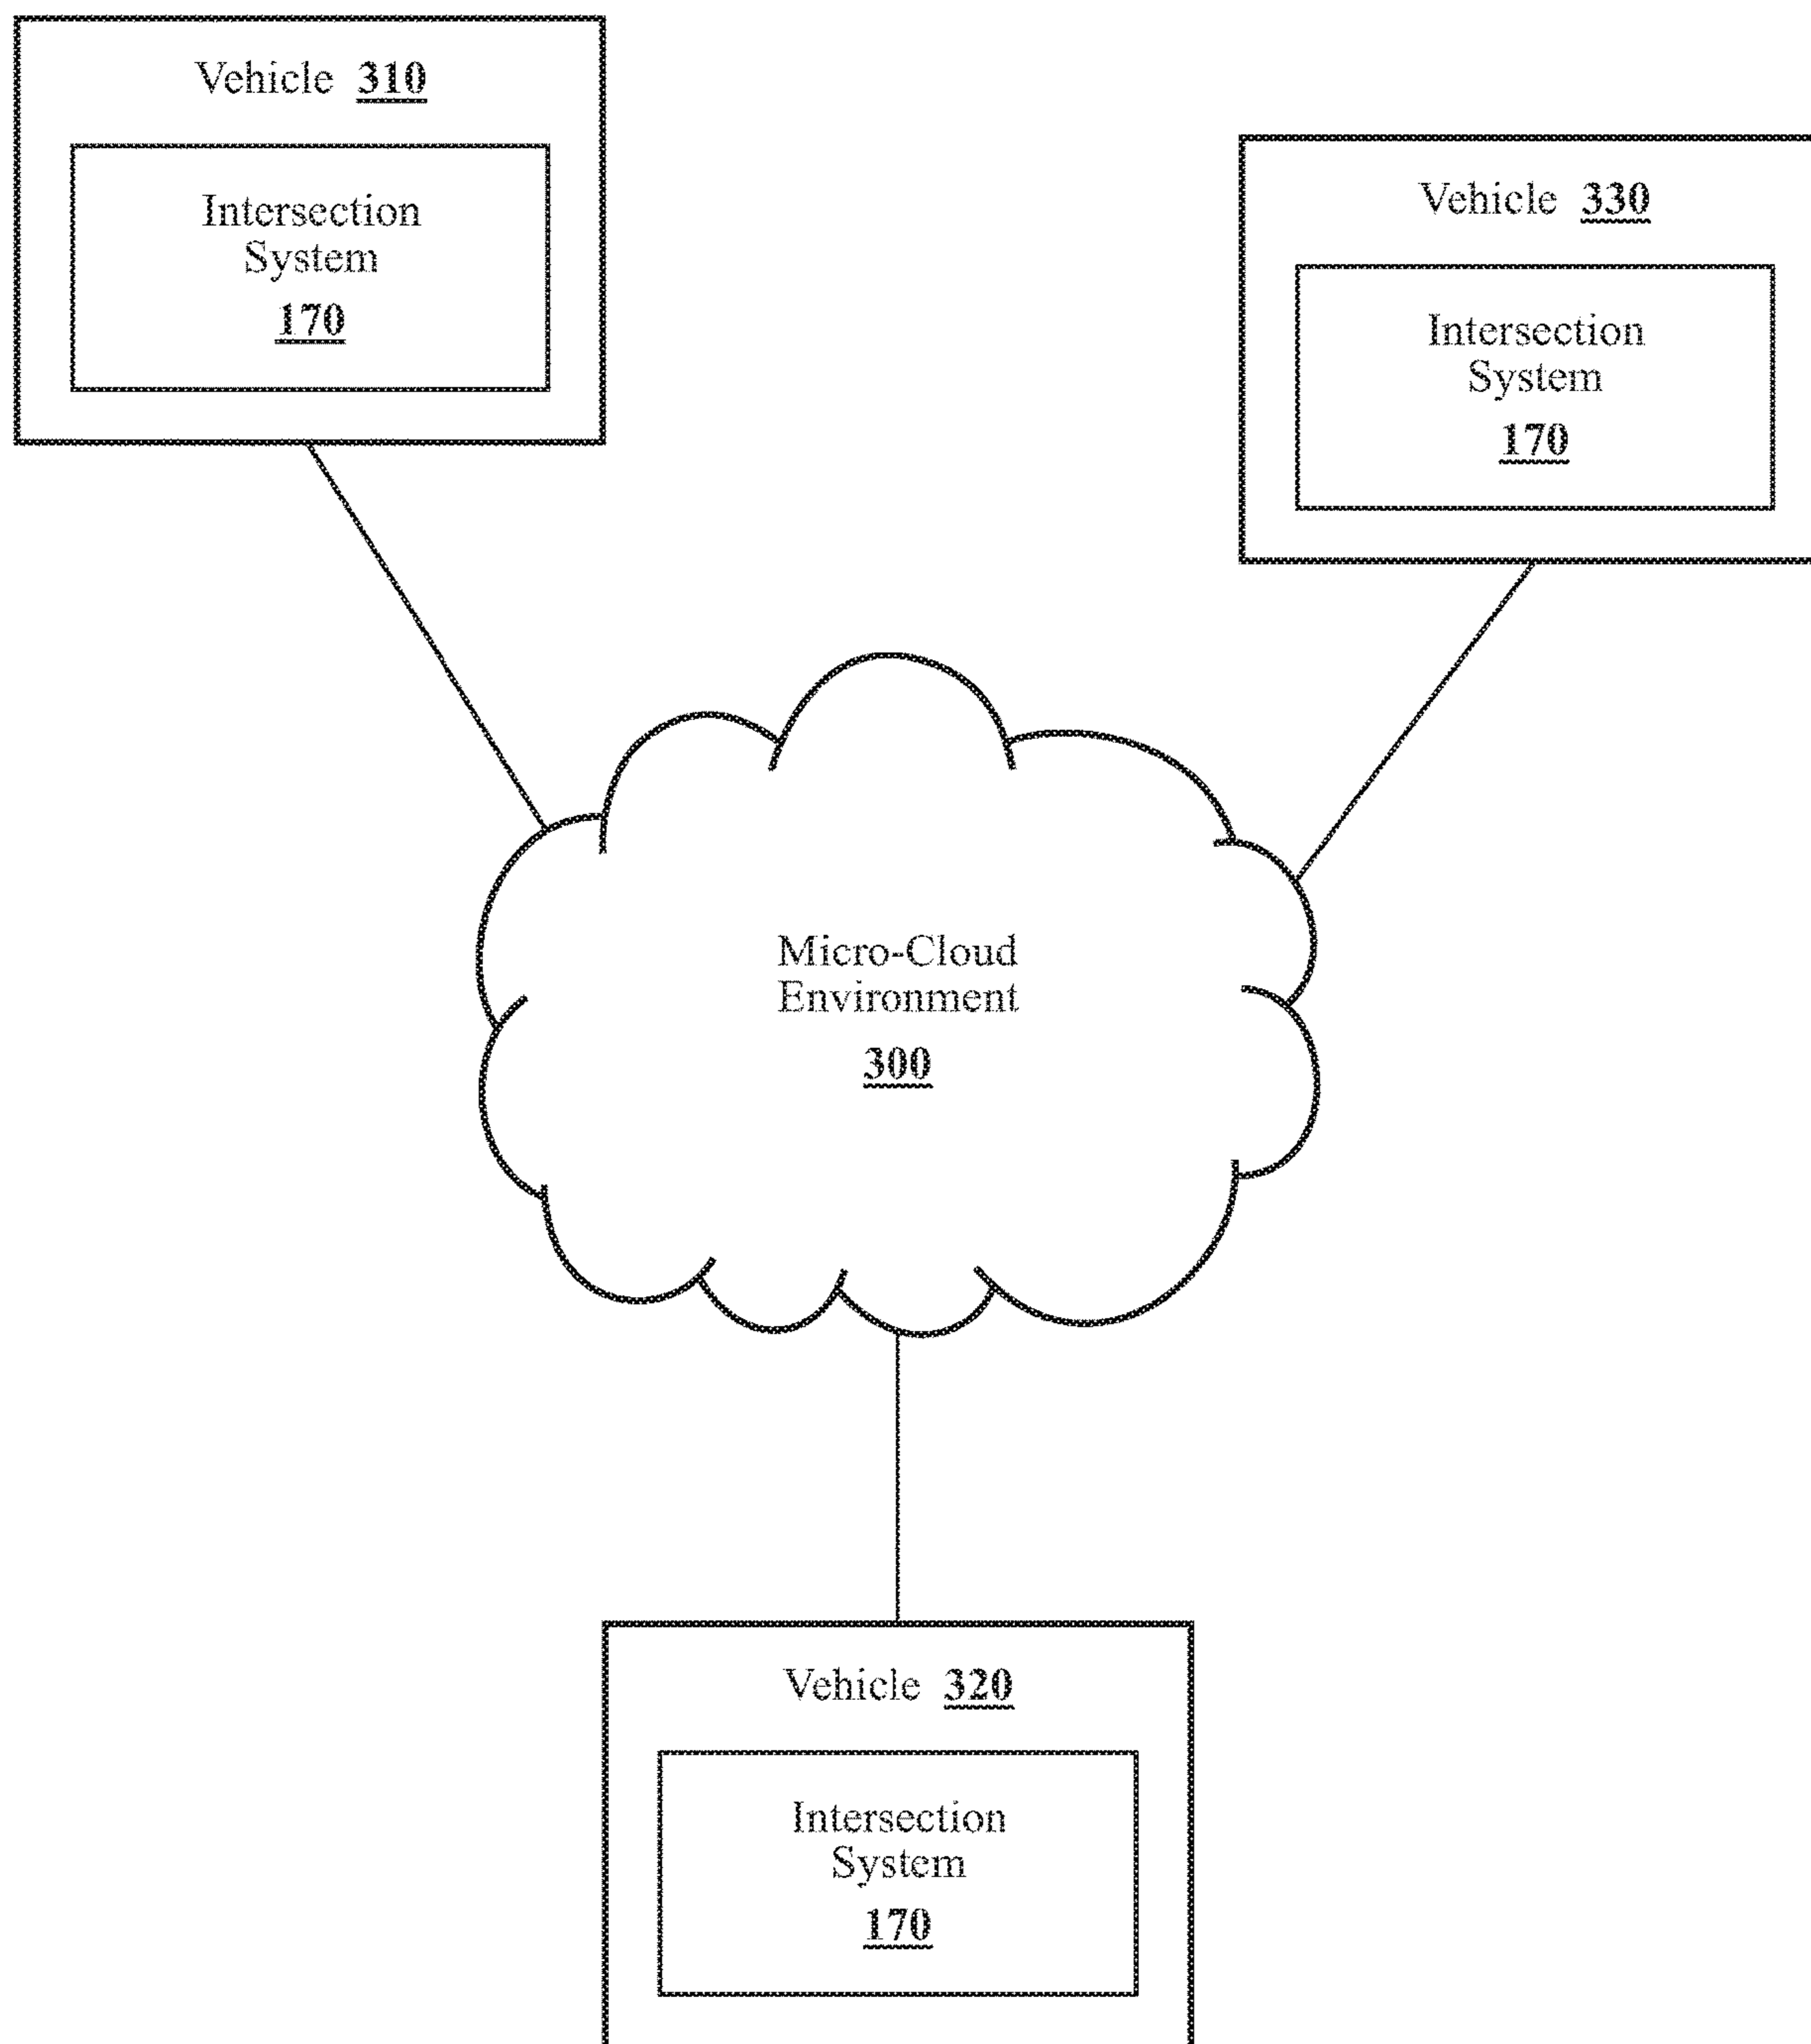 Vehicle 310
Intersection
System
170
Vehicle 330
Intersection
System
170
Micro-Cloud
Environment
300
Vehicle 320
Intersection
System
170